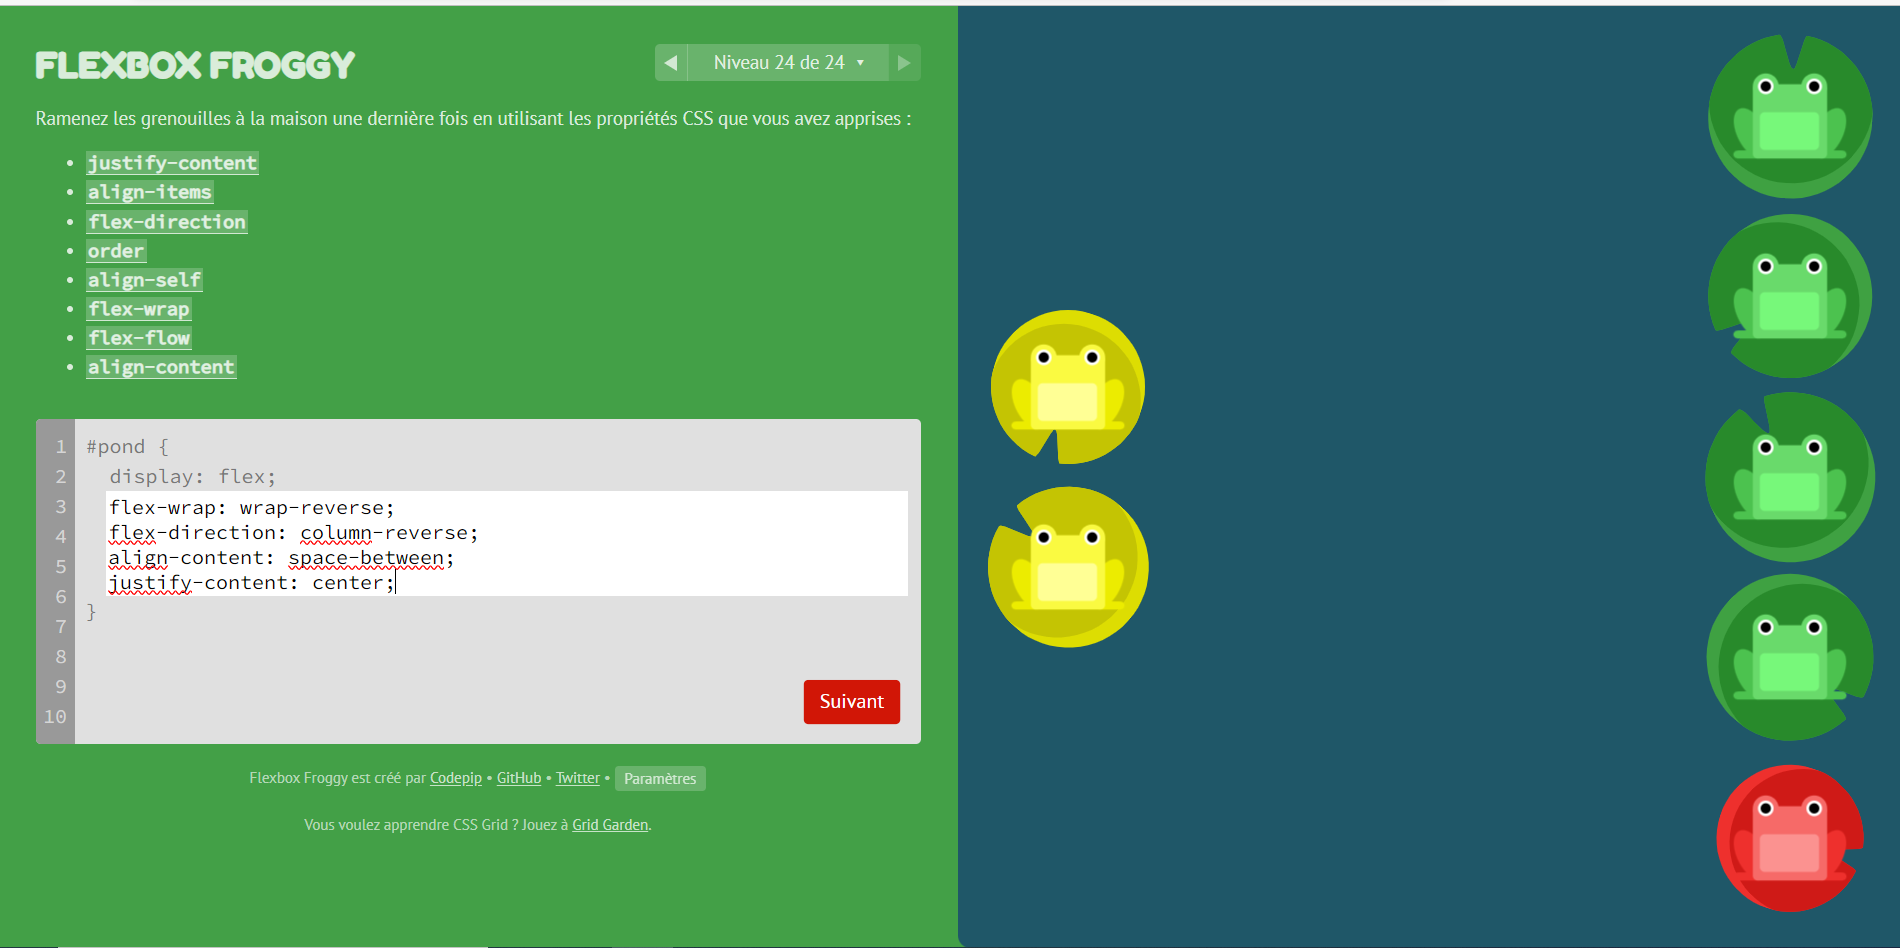 FLEXBOX FROGGY
◀ Niveau 24 de 24 ▾ ▶
Ramenez les grenouilles à la maison une dernière fois en utilisant les propriétés CSS que vous avez apprises :
• justify-content
• align-items
• flex-direction
• order
• align-self
• flex-wrap
• flex-flow
• align-content
1 #pond {
2 display: flex;
3 flex-wrap: wrap-reverse;
4 flex-direction: column-reverse;
5 align-content: space-between;
6 justify-content: center;
}
7
8
9
10
Suivant
Flexbox Froggy est créé par Codepip • GitHub • Twitter • Paramètres
Vous voulez apprendre CSS Grid ? Jouez à Grid Garden.